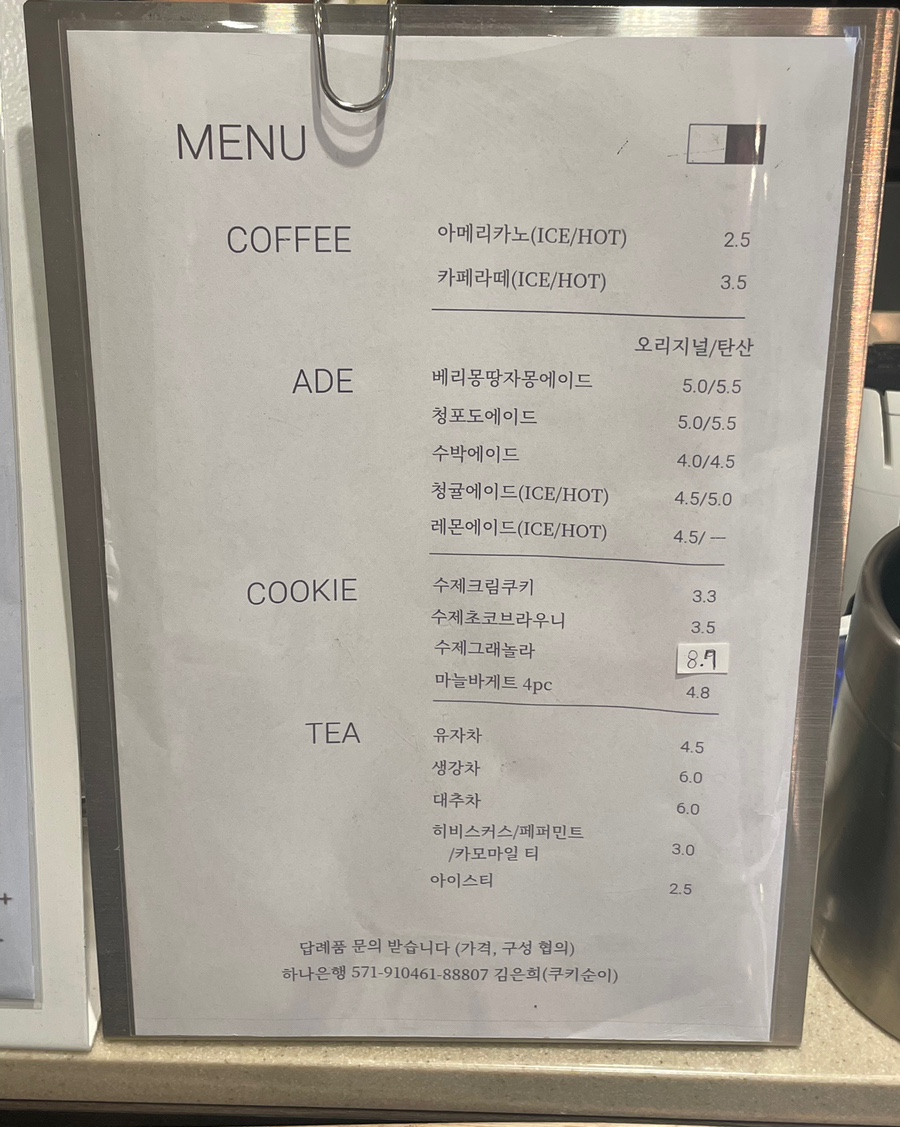 MENU
COFFEE
아메리카노(ICE/HOT) 2.5
카페라떼(ICE/HOT) 3.5
오리지널/탄산
ADE
베리몽땅자몽에이드 5.0/5.5
청포도에이드 5.0/5.5
수박에이드 4.0/4.5
청귤에이드(ICE/HOT) 4.5/5.0
레몬에이드(ICE/HOT) 4.5/ —
COOKIE
수제크림쿠키 3.3
수제초코브라우니 3.5
수제그래놀라 8.9
마늘바게트 4pc 4.8
TEA
유자차 4.5
생강차 6.0
대추차 6.0
히비스커스/페퍼민트
/카모마일 티 3.0
아이스티 2.5
답례품 문의 받습니다 (가격, 구성 협의)
하나은행 571-910461-88807 김은희(쿠키순이)